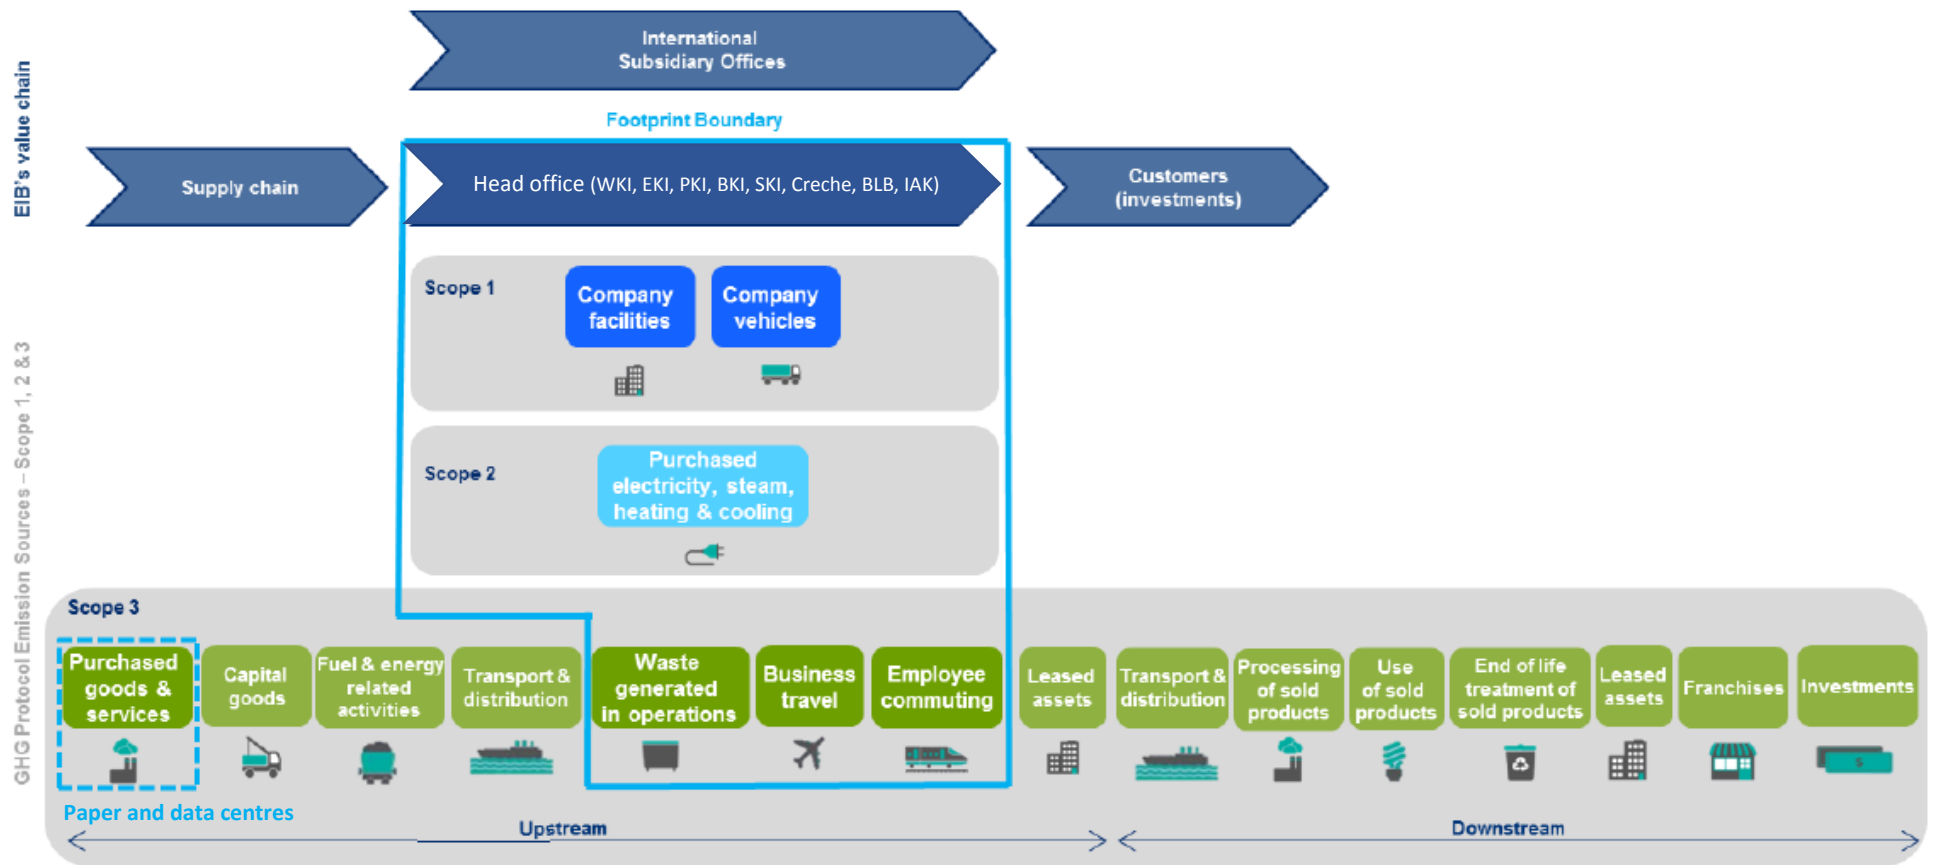 International
Subsidiary Offices
Footprint Boundary
EIB's value chain
Supply chain
Head office (WKI, EKI, PKI, BKI, SKI, Creche, BLB, IAK)
Customers
(investments)
GHG Protocol Emission Sources – Scope 1, 2 & 3
Scope 1
Company
facilities
Company
vehicles
Scope 2
Purchased
electricity, steam,
heating & cooling
Scope 3
Purchased
goods &
services
Capital
goods
Fuel & energy
related
activities
Transport &
distribution
Waste
generated
in operations
Business
travel
Employee
commuting
Leased
assets
Transport &
distribution
Processing
of sold
products
Use
of sold
products
End of life
treatment of
sold products
Leased
assets
Franchises
Investments
$
Paper and data centres
Upstream
Downstream